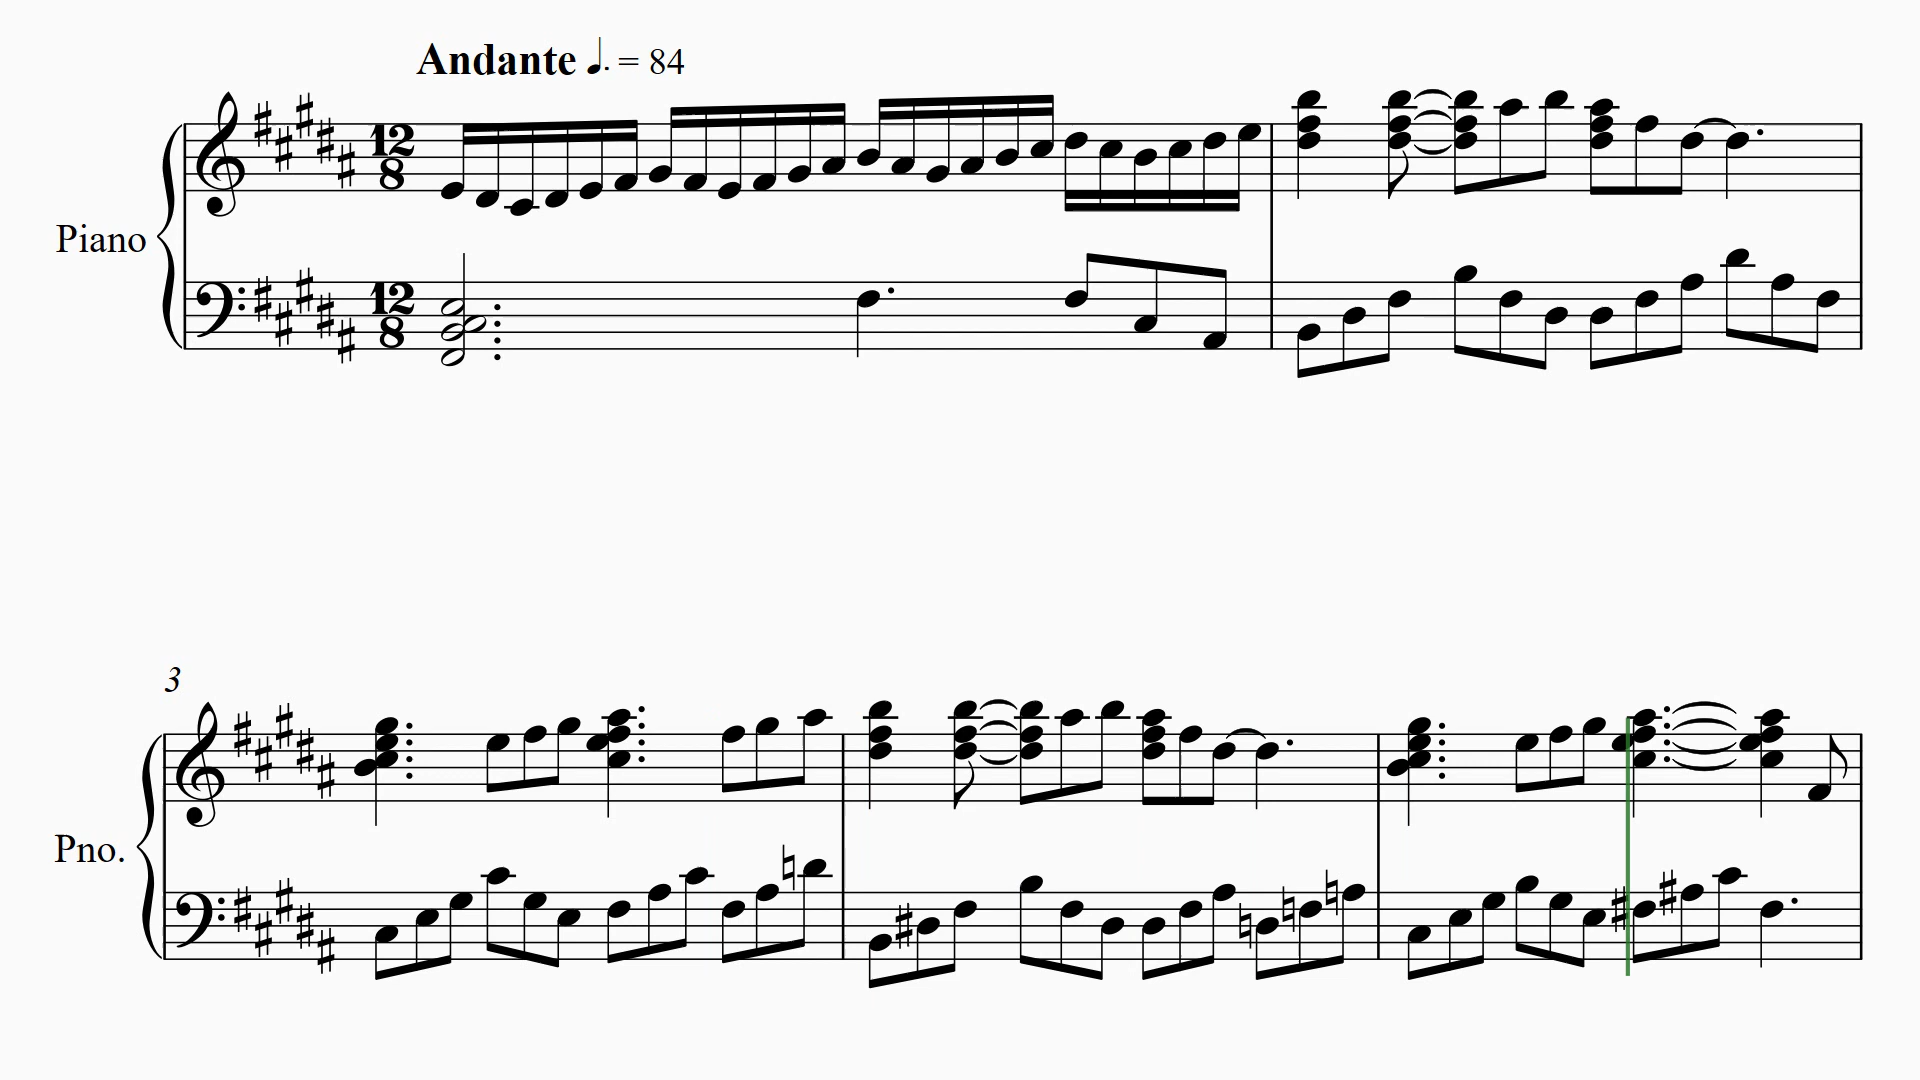 Andante ♩. = 84
12
8
Piano
12
8
3
Pno.